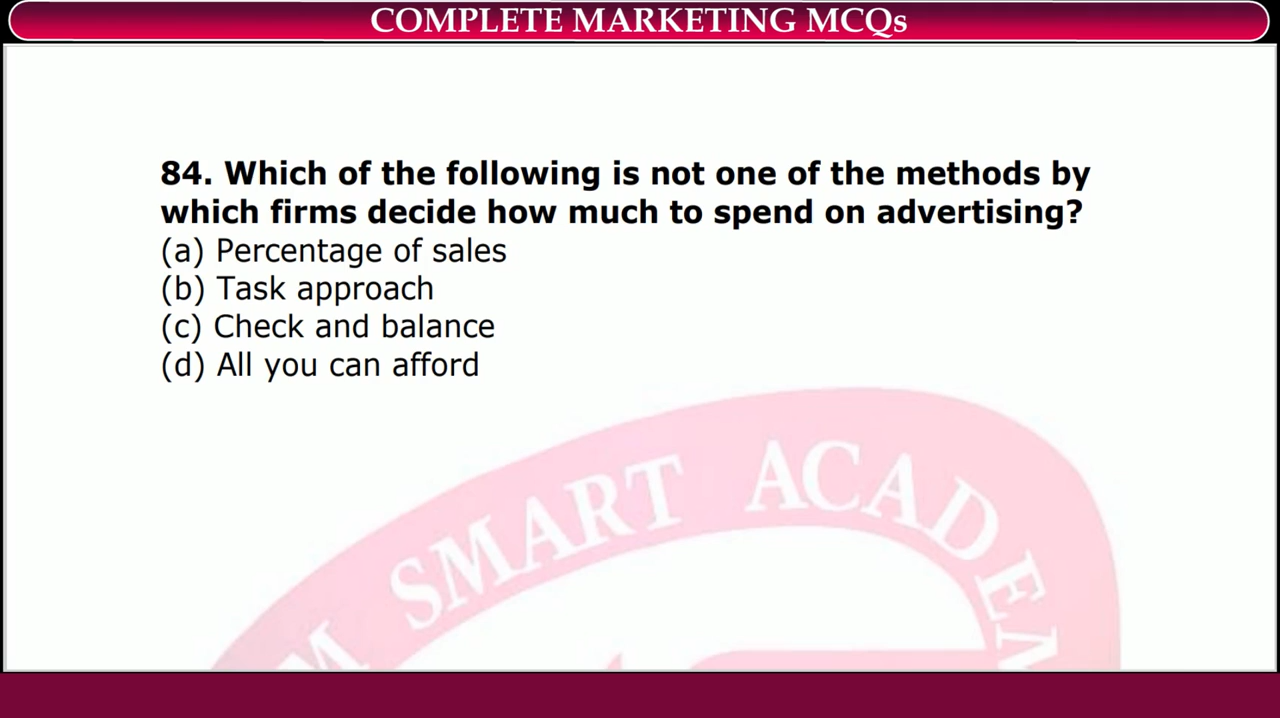 COMPLETE MARKETING MCQs
84. Which of the following is not one of the methods by
which firms decide how much to spend on advertising?
(a) Percentage of sales
(b) Task approach
(c) Check and balance
(d) All you can afford
SMART ACADEM